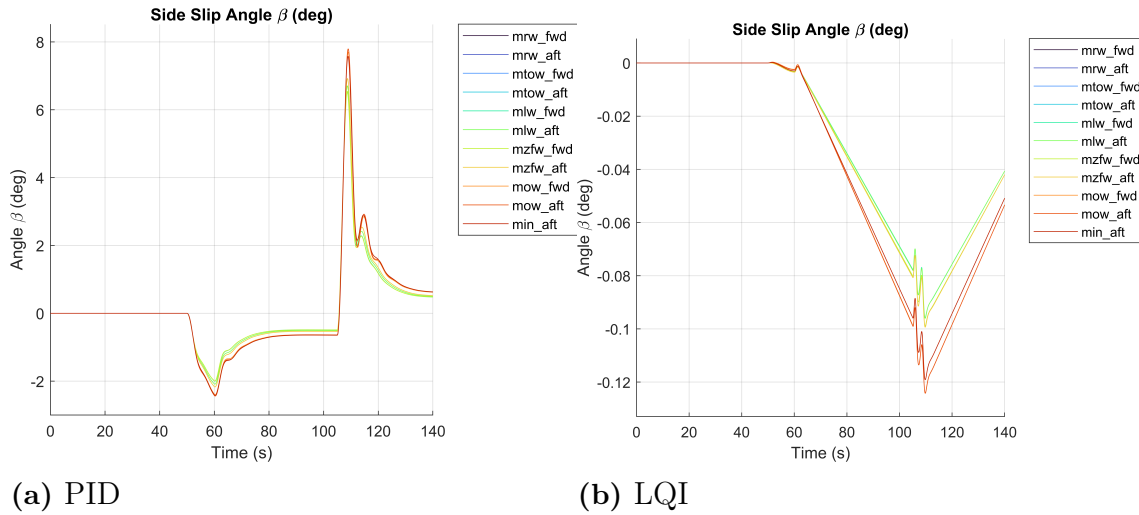 Side Slip Angle β (deg)
8
6
4
2
0
-2
0
20
40
60
80
100
120
140
Angle β (deg)
Time (s)
mrw_fwd
mrw_aft
mtow_fwd
mtow_aft
mlw_fwd
mlw_aft
mzfw_fwd
mzfw_aft
mow_fwd
mow_aft
min_aft
(a) PID
Side Slip Angle β (deg)
0
-0.02
-0.04
-0.06
-0.08
-0.1
-0.12
0
20
40
60
80
100
120
140
Angle β (deg)
Time (s)
mrw_fwd
mrw_aft
mtow_fwd
mtow_aft
mlw_fwd
mlw_aft
mzfw_fwd
mzfw_aft
mow_fwd
mow_aft
min_aft
(b) LQI